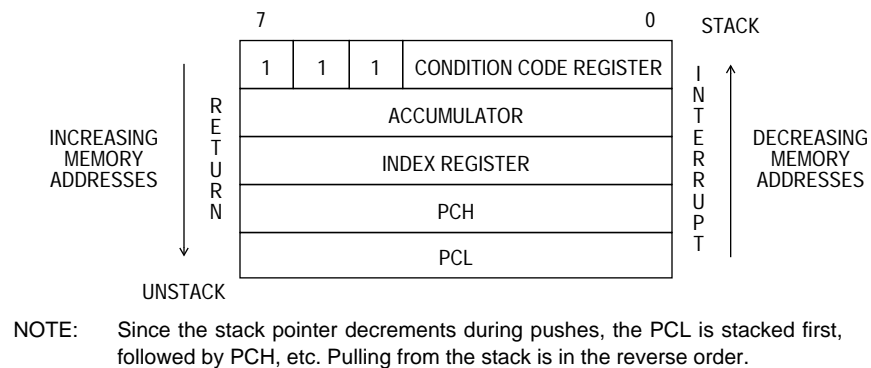 7 0 STACK
1 1 1 CONDITION CODE REGISTER
ACCUMULATOR
INDEX REGISTER
PCH
PCL
RETURN
INTERRUPT
INCREASING
MEMORY
ADDRESSES
DECREASING
MEMORY
ADDRESSES
UNSTACK
NOTE: Since the stack pointer decrements during pushes, the PCL is stacked first,
followed by PCH, etc. Pulling from the stack is in the reverse order.